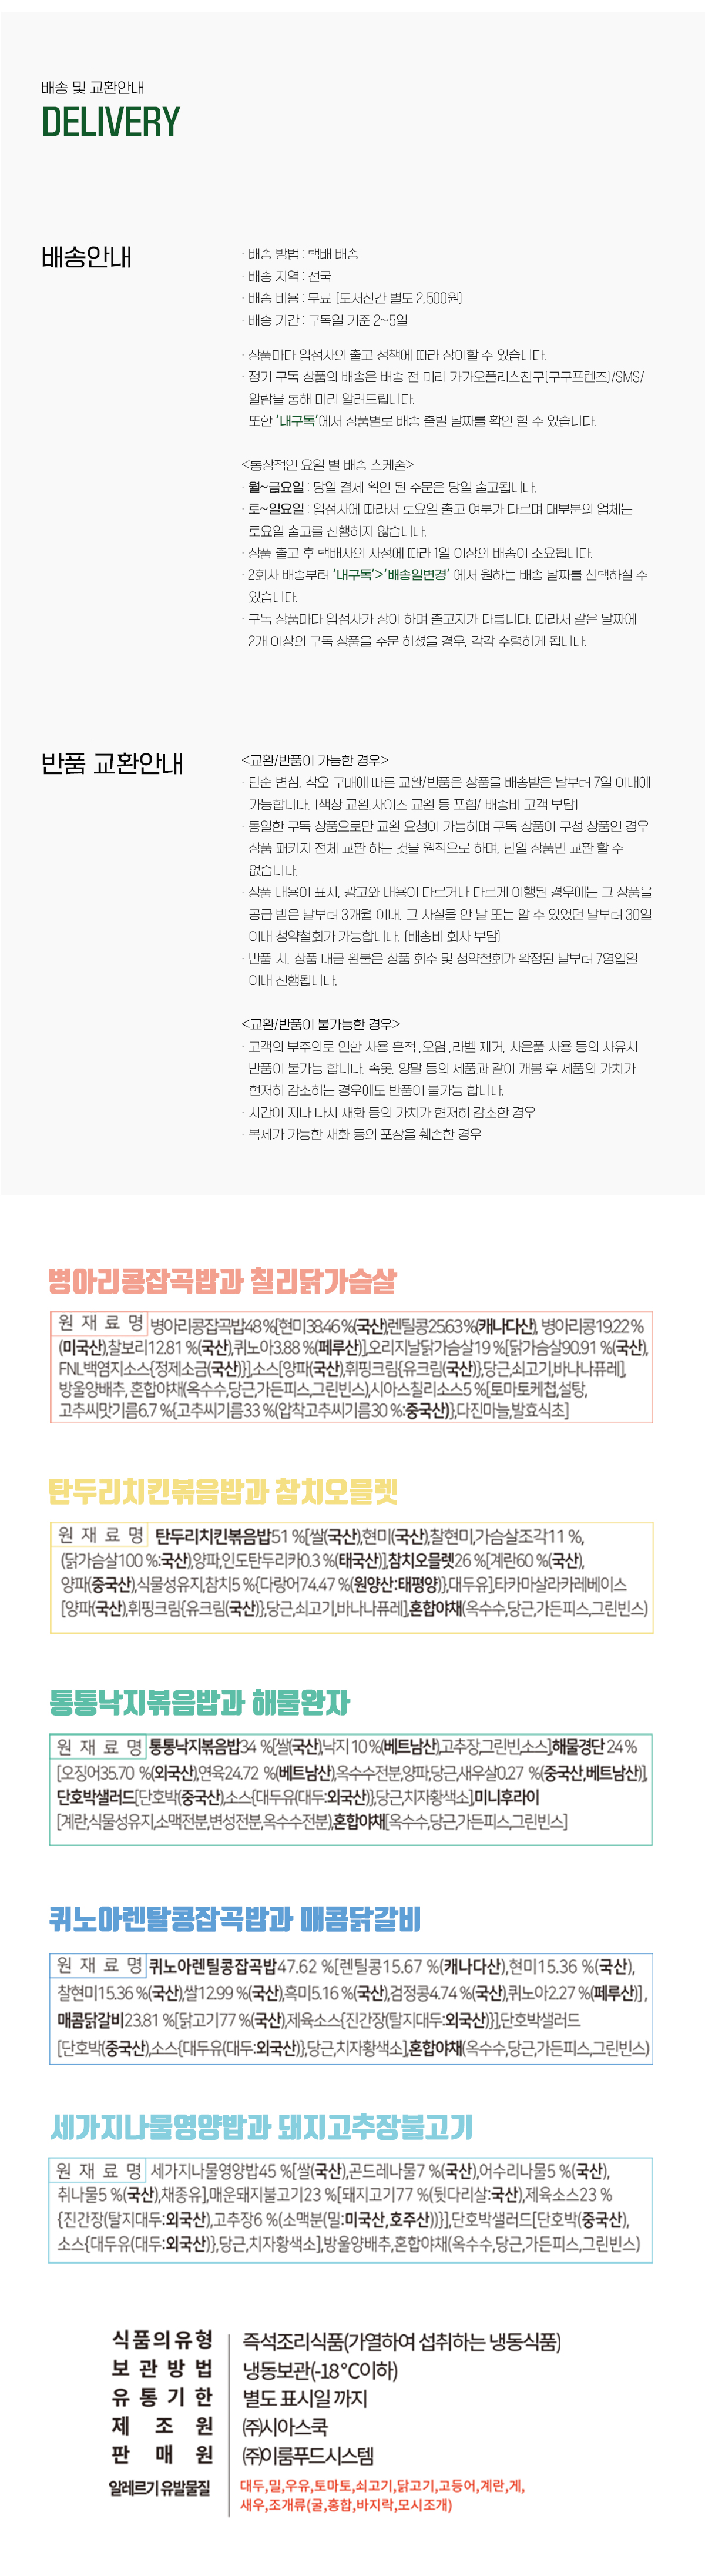 배송 및 교환안내
DELIVERY
배송안내
· 배송 방법 : 택배 배송
· 배송 지역 : 전국
· 배송 비용 : 무료 (도서산간 별도 2,500원)
· 배송 기간 : 구독일 기준 2~5일
· 상품마다 입점사의 출고 정책에 따라 상이할 수 있습니다.
· 정기 구독 상품의 배송은 배송 전 미리 카카오플러스친구(구구프렌즈)/SMS/
알람을 통해 미리 알려드립니다.
또한 '내구독'에서 상품별로 배송 출발 날짜를 확인 할 수 있습니다.
<통상적인 요일 별 배송 스케줄>
· 월~금요일 : 당일 결제 확인 된 주문은 당일 출고됩니다.
· 토~일요일 : 입점사에 따라서 토요일 출고 여부가 다르며 대부분의 업체는
토요일 출고를 진행하지 않습니다.
· 상품 출고 후 택배사의 사정에 따라 1일 이상의 배송이 소요됩니다.
· 2회차 배송부터 '내구독'>'배송일변경' 에서 원하는 배송 날짜를 선택하실 수
있습니다.
· 구독 상품마다 입점사가 상이 하며 출고지가 다릅니다. 따라서 같은 날짜에
2개 이상의 구독 상품을 주문 하셨을 경우, 각각 수령하게 됩니다.
반품 교환안내
<교환/반품이 가능한 경우>
· 단순 변심, 착오 구매에 따른 교환/반품은 상품을 배송받은 날부터 7일 이내에
가능합니다. (색상 교환,사이즈 교환 등 포함/ 배송비 고객 부담)
· 동일한 구독 상품으로만 교환 요청이 가능하며 구독 상품이 구성 상품인 경우
상품 패키지 전체 교환 하는 것을 원칙으로 하며, 단일 상품만 교환 할 수
없습니다.
· 상품 내용이 표시, 광고와 내용이 다르거나 다르게 이행된 경우에는 그 상품을
공급 받은 날부터 3개월 이내, 그 사실을 안 날 또는 알 수 있었던 날부터 30일
이내 청약철회가 가능합니다. (배송비 회사 부담)
· 반품 시, 상품 대금 환불은 상품 회수 및 청약철회가 확정된 날부터 7영업일
이내 진행됩니다.
<교환/반품이 불가능한 경우>
· 고객의 부주의로 인한 사용 흔적 ,오염 ,라벨 제거, 사은품 사용 등의 사유시
반품이 불가능 합니다. 속옷, 양말 등의 제품과 같이 개봉 후 제품의 가치가
현저히 감소하는 경우에도 반품이 불가능 합니다.
· 시간이 지나 다시 재화 등의 가치가 현저히 감소한 경우
· 복제가 가능한 재화 등의 포장을 훼손한 경우
병아리콩잡곡밥과 칠리닭가슴살
원 재 료 명 병아리콩잡곡밥48 %[현미38.46 %(국산),렌틸콩25.63 %(캐나다산), 병아리콩19.22 %
(미국산),찰보리12.81 %(국산),퀴노아3.88 %(페루산)],오리지날닭가슴살19 %[닭가슴살90.91 %(국산),
FNL백염지소스{정제소금(국산)}],소스[양파(국산),휘핑크림{유크림(국산)},당근,쇠고기,바나나퓨레],
방울양배추, 혼합야채(옥수수,당근,가든피스,그린빈스),시아스칠리소스5 %[토마토케첩,설탕,
고추씨맛기름6.7 %{고추씨기름33 %(압착고추씨기름30 %:중국산)},다진마늘,발효식초]
탄두리치킨볶음밥과 참치오믈렛
원 재 료 명 탄두리치킨볶음밥51 %[쌀(국산),현미(국산),찰현미,가슴살조각11 %,
(닭가슴살100 %:국산),양파,인도탄두리카0.3 %(태국산)],참치오믈렛26 %[계란60 %(국산),
양파(중국산),식물성유지,참치5 %{다랑어74.47 %(원양산:태평양)},대두유],타카마살라카레베이스
[양파(국산),휘핑크림{유크림(국산)},당근,쇠고기,바나나퓨레],혼합야채(옥수수,당근,가든피스,그린빈스)
통통낙지볶음밥과 해물완자
원 재 료 명 통통낙지볶음밥34 %[쌀(국산),낙지 10 %(베트남산),고추장,그린빈,소스],해물경단 24 %
[오징어35.70 %(외국산),연육24.72 %(베트남산),옥수수전분,양파,당근,새우살0.27 %(중국산,베트남산)],
단호박샐러드[단호박(중국산),소스{대두유(대두:외국산)},당근,치자황색소],미니후라이
[계란,식물성유지,소맥전분,변성전분,옥수수전분),혼합야채[옥수수,당근,가든피스,그린빈스]
퀴노아렌탈콩잡곡밥과 매콤닭갈비
원 재 료 명 퀴노아렌틸콩잡곡밥47.62 %[렌틸콩15.67 %(캐나다산),현미15.36 %(국산),
찰현미15.36 %(국산),쌀12.99 %(국산),흑미5.16 %(국산),검정콩4.74 %(국산),퀴노아2.27 %(페루산)],
매콤닭갈비23.81 %[닭고기77 %(국산),제육소스{진간장(탈지대두:외국산)}],단호박샐러드
[단호박(중국산),소스{대두유(대두:외국산)},당근,치자황색소],혼합야채(옥수수,당근,가든피스,그린빈스)
세가지나물영양밥과 돼지고추장불고기
원 재 료 명 세가지나물영양밥45 %[쌀(국산),곤드레나물7 %(국산),어수리나물5 %(국산),
취나물5 %(국산),채종유],매운돼지불고기23 %[돼지고기77 %(뒷다리살:국산),제육소스23 %
{진간장(탈지대두:외국산),고추장6 %(소맥분(밀:미국산,호주산))}],단호박샐러드[단호박(중국산),
소스{대두유(대두:외국산)},당근,치자황색소],방울양배추,혼합야채(옥수수,당근,가든피스,그린빈스)
식품의유형 즉석조리식품(가열하여 섭취하는 냉동식품)
보 관 방 법 냉동보관(-18℃이하)
유 통 기 한 별도 표시일 까지
제 조 원 ㈜시아스쿡
판 매 원 ㈜이룸푸드시스템
알레르기 유발물질 대두,밀,우유,토마토,쇠고기,닭고기,고등어,계란,게,
새우,조개류(굴,홍합,바지락,모시조개)